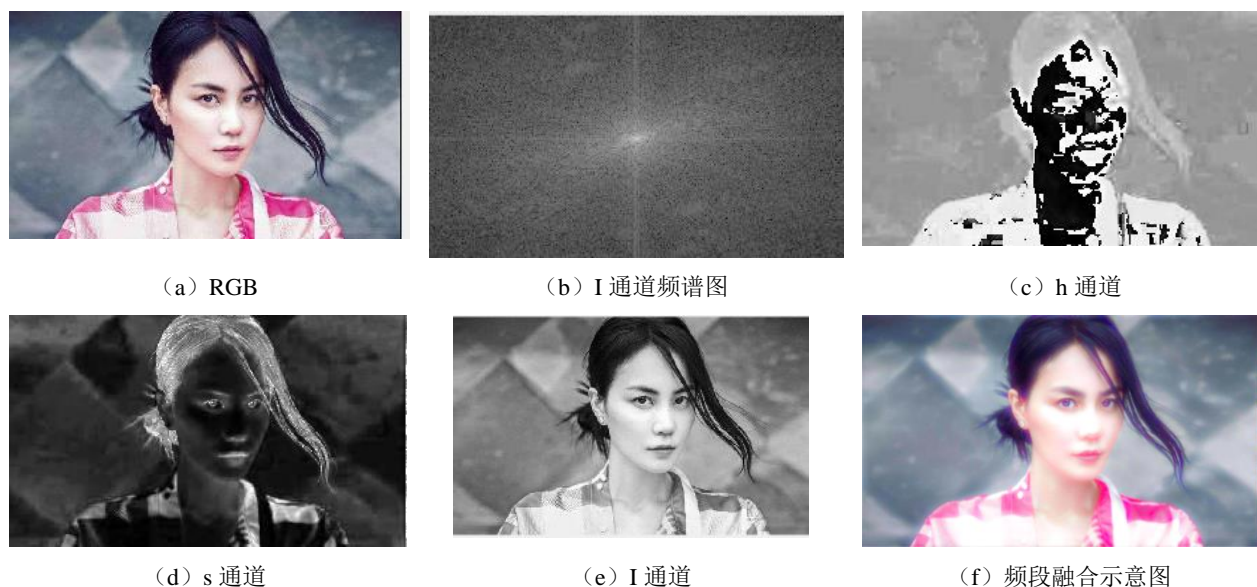 （a）RGB
（b）I 通道频谱图
（c）h 通道
（d）s 通道
（e）I 通道
（f）频段融合示意图